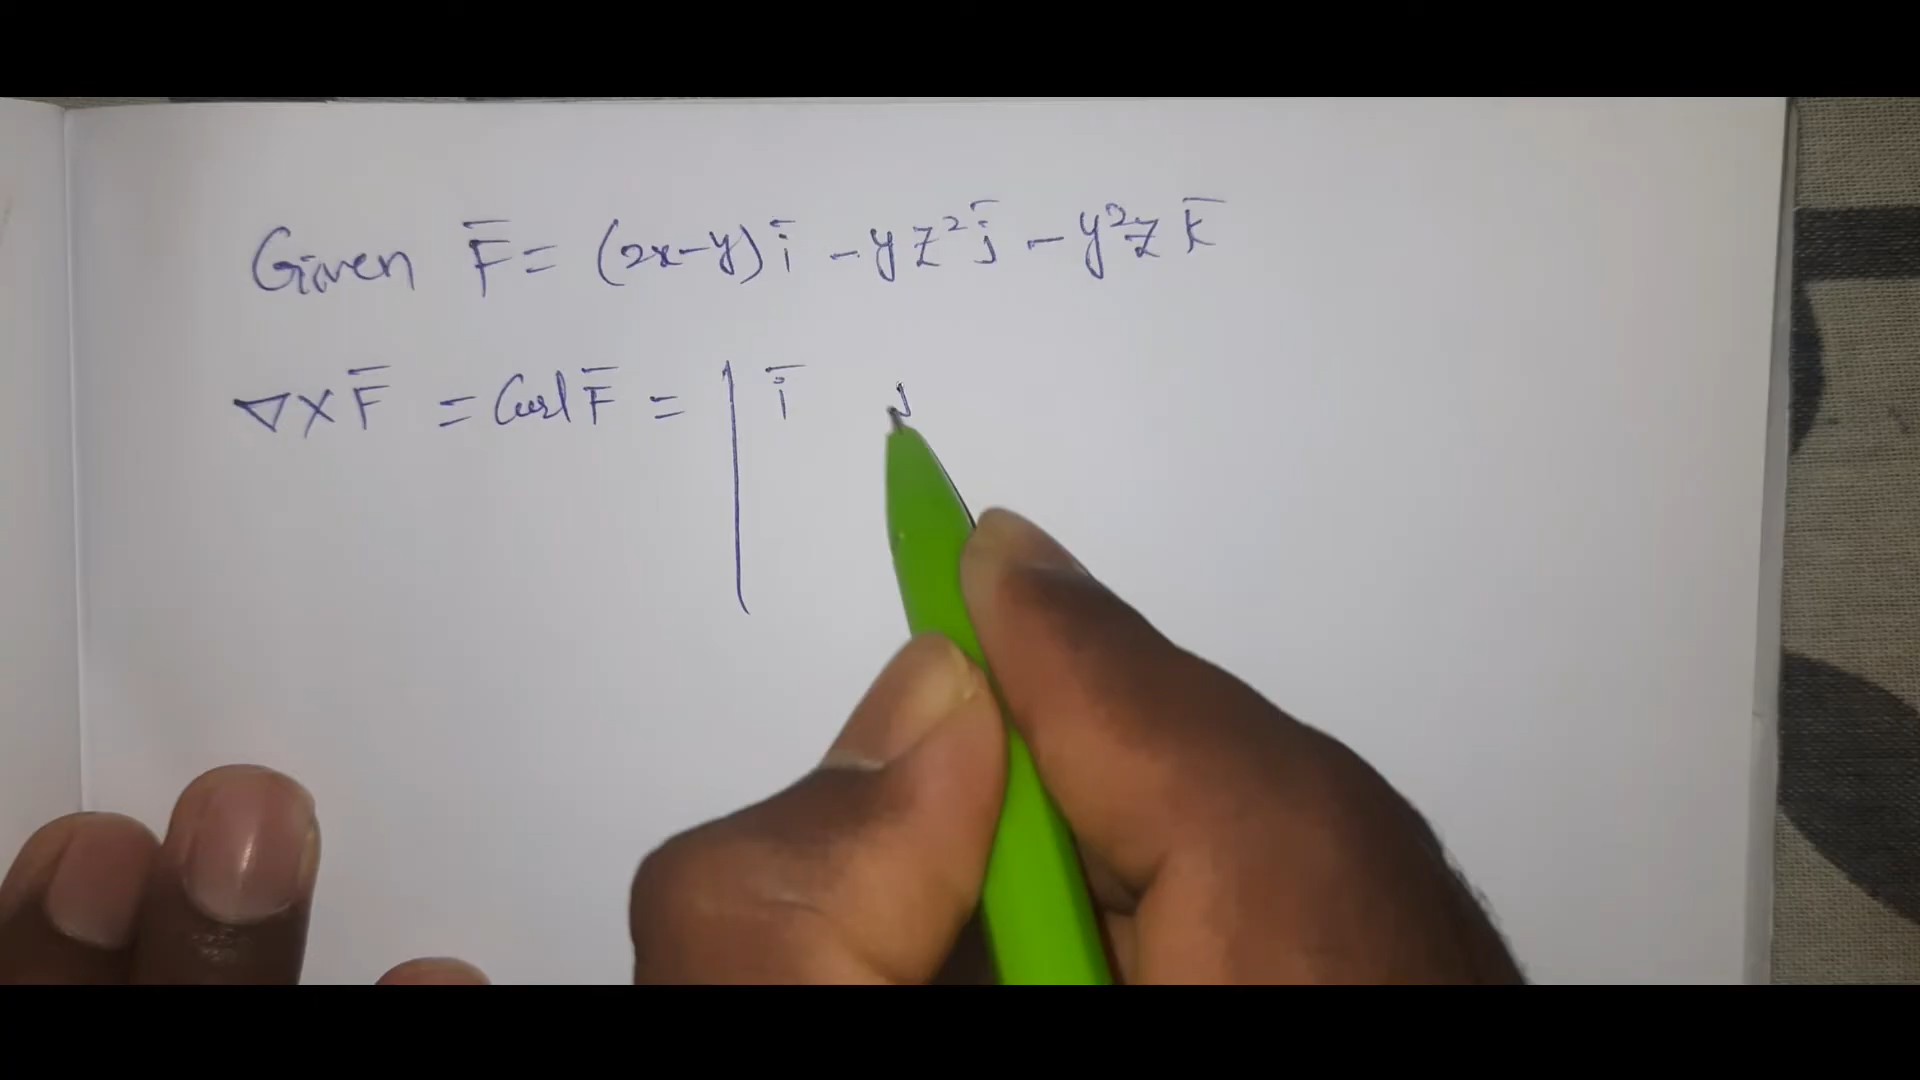 Given F̄ = (2x-y) ī - yz² j̄ - y²z k̄
∇ X F̄ = Curl F̄ = | ī j